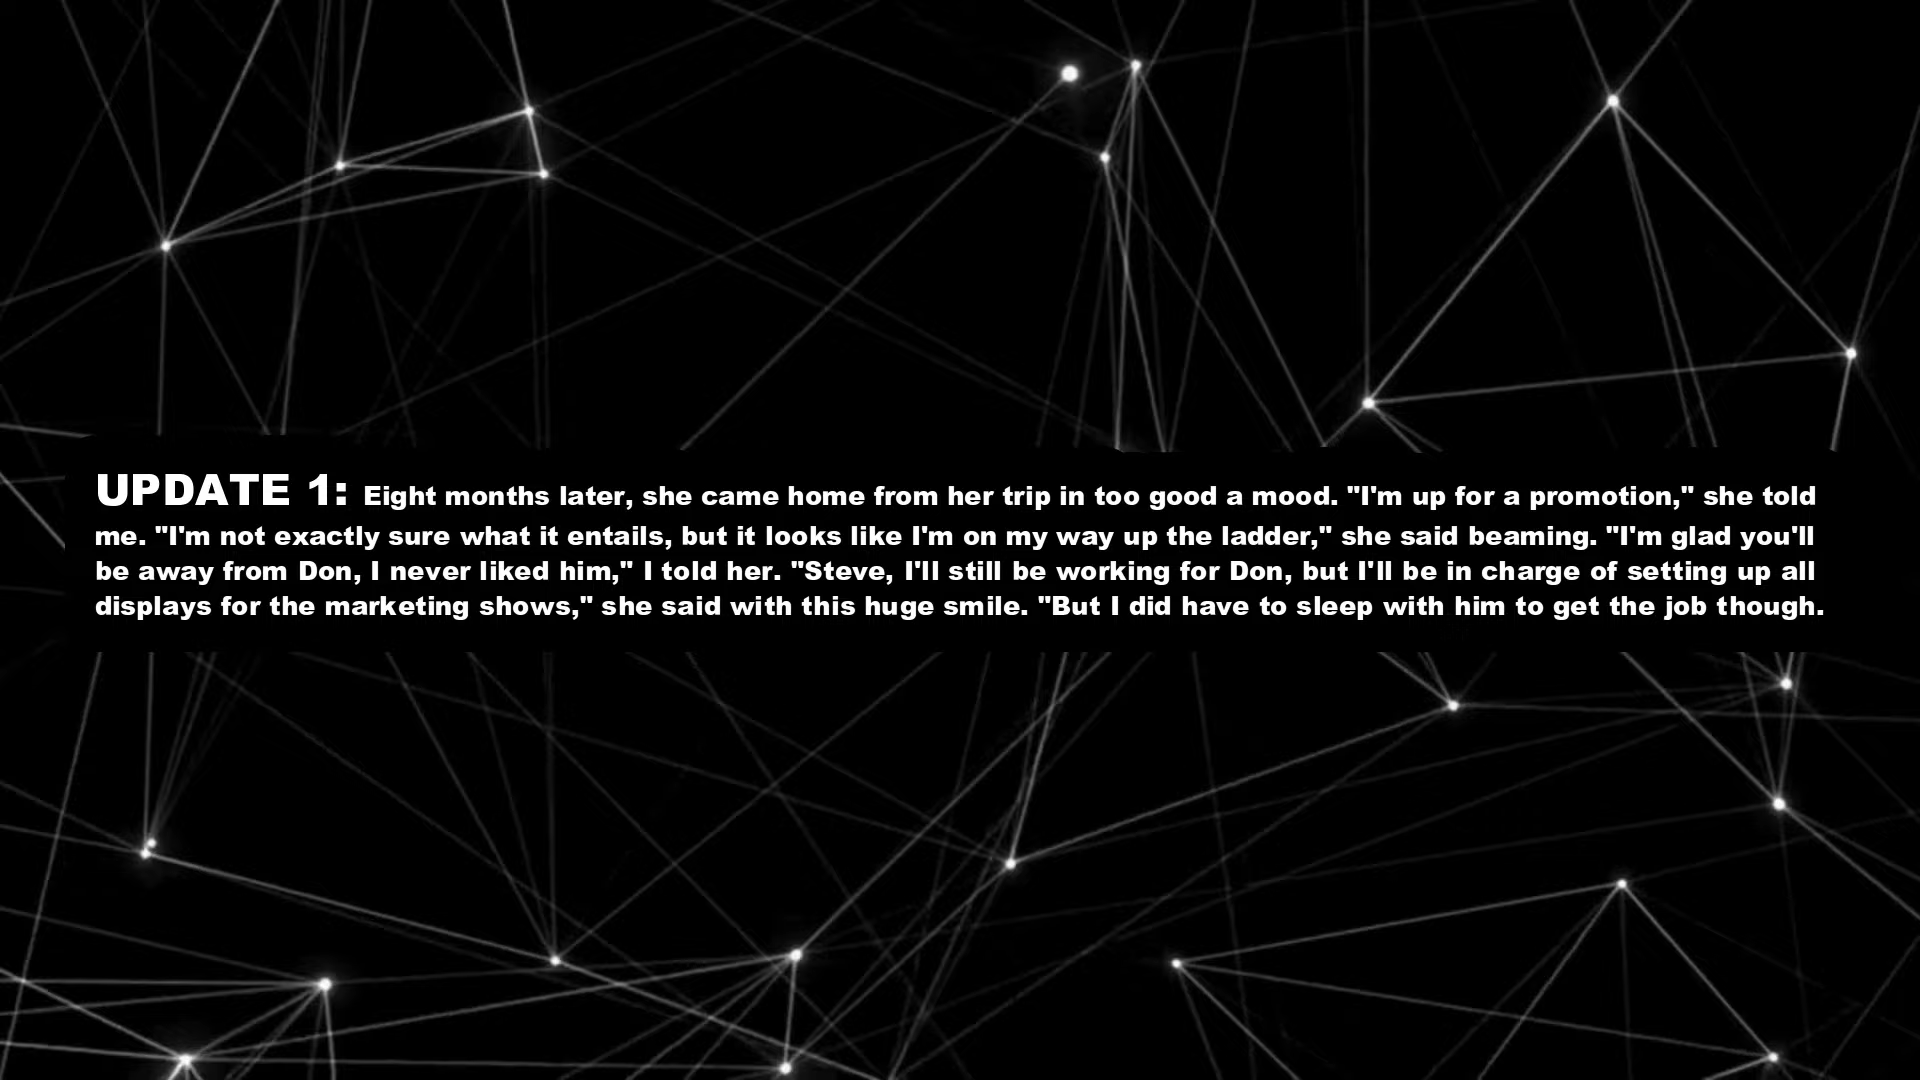 UPDATE 1: Eight months later, she came home from her trip in too good a mood. "I'm up for a promotion," she told
me. "I'm not exactly sure what it entails, but it looks like I'm on my way up the ladder," she said beaming. "I'm glad you'll
be away from Don, I never liked him," I told her. "Steve, I'll still be working for Don, but I'll be in charge of setting up all
displays for the marketing shows," she said with this huge smile. "But I did have to sleep with him to get the job though.